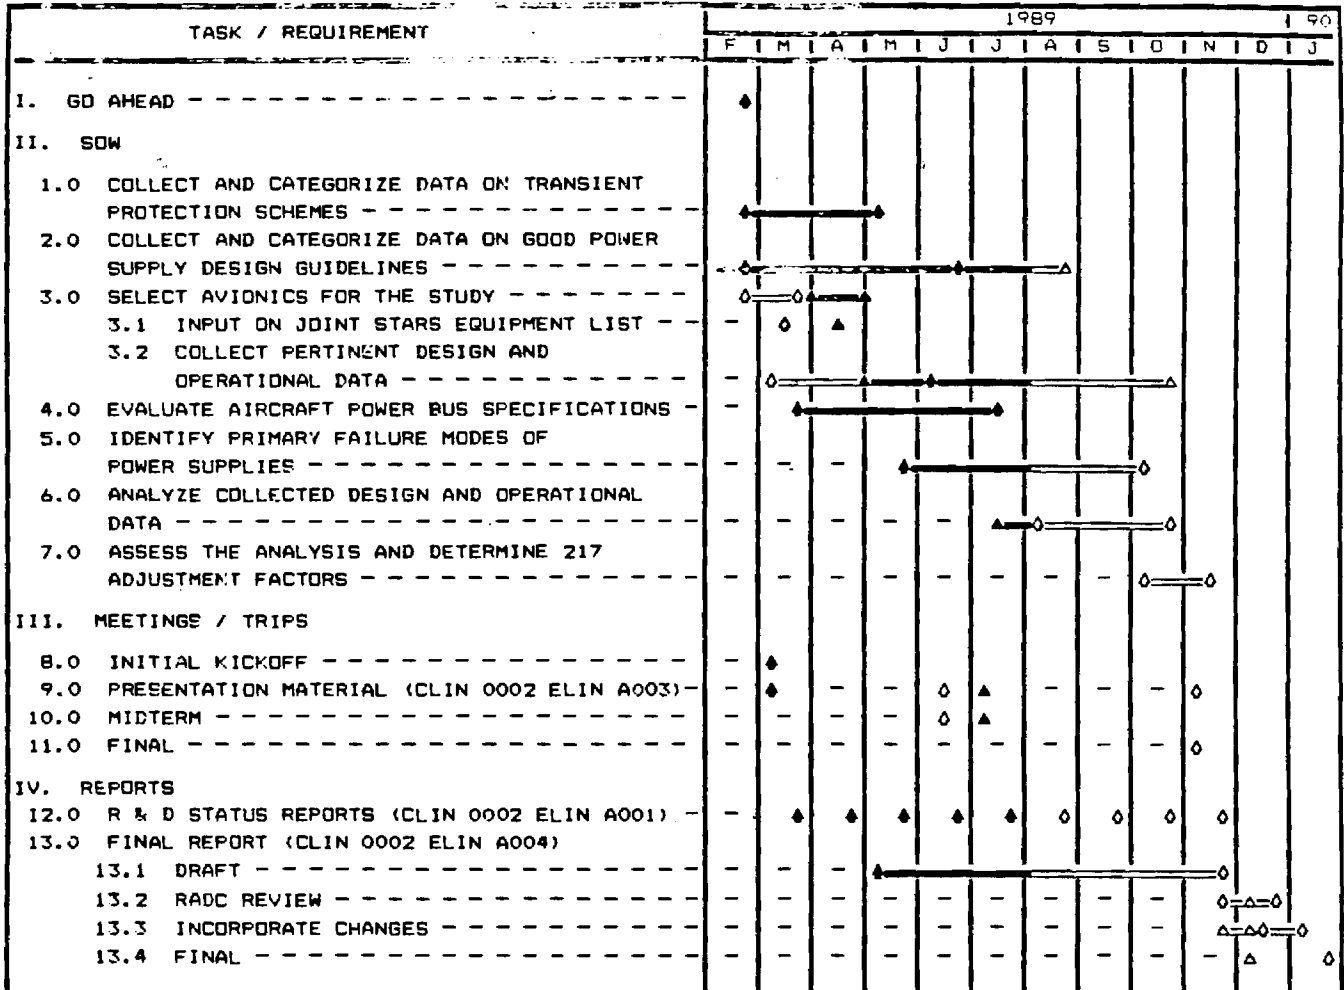 TASK / REQUIREMENT
1989
90
F M A M J J A S O N D J
I. GO AHEAD
II. SOW
1.0 COLLECT AND CATEGORIZE DATA ON TRANSIENT
PROTECTION SCHEMES
2.0 COLLECT AND CATEGORIZE DATA ON GOOD POWER
SUPPLY DESIGN GUIDELINES
3.0 SELECT AVIONICS FOR THE STUDY
3.1 INPUT ON JOINT STARS EQUIPMENT LIST
3.2 COLLECT PERTINENT DESIGN AND
OPERATIONAL DATA
4.0 EVALUATE AIRCRAFT POWER BUS SPECIFICATIONS
5.0 IDENTIFY PRIMARY FAILURE MODES OF
POWER SUPPLIES
6.0 ANALYZE COLLECTED DESIGN AND OPERATIONAL
DATA
7.0 ASSESS THE ANALYSIS AND DETERMINE 217
ADJUSTMENT FACTORS
III. MEETINGS / TRIPS
8.0 INITIAL KICKOFF
9.0 PRESENTATION MATERIAL (CLIN 0002 ELIN A003)
10.0 MIDTERM
11.0 FINAL
IV. REPORTS
12.0 R & D STATUS REPORTS (CLIN 0002 ELIN A001)
13.0 FINAL REPORT (CLIN 0002 ELIN A004)
13.1 DRAFT
13.2 RADC REVIEW
13.3 INCORPORATE CHANGES
13.4 FINAL